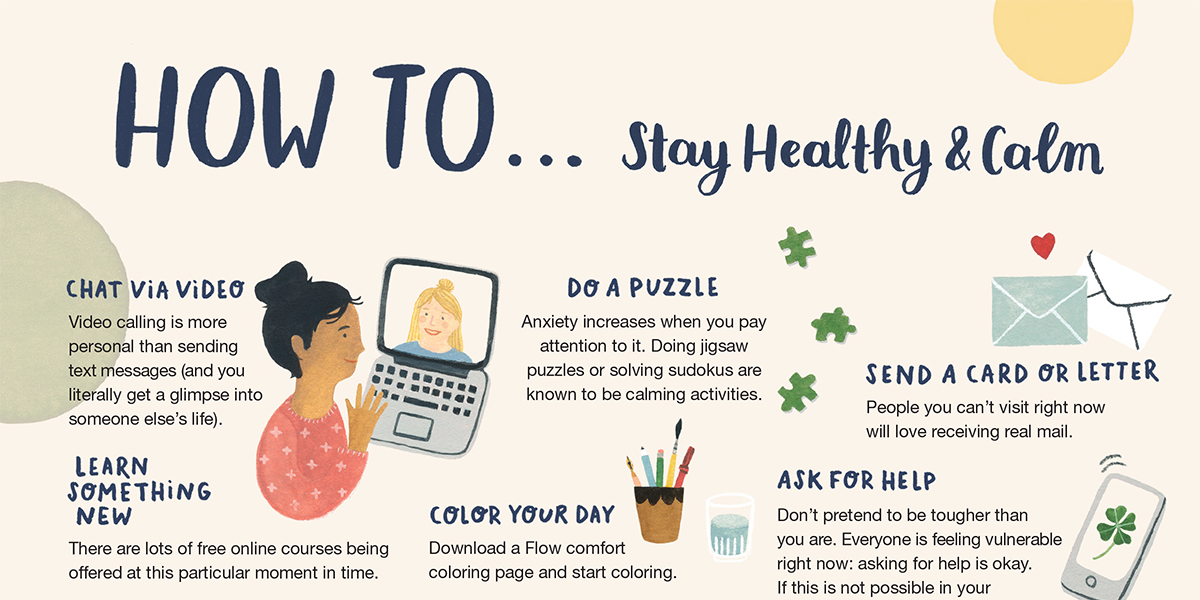 HOW TO...
Stay Healthy & Calm
CHAT ViA ViDEO
Video calling is more
personal than sending
text messages (and you
literally get a glimpse into
someone else’s life).
DO A PUZZLE
Anxiety increases when you pay
attention to it. Doing jigsaw
puzzles or solving sudokus are
known to be calming activities.
SEND A CARD OR LETTER
People you can’t visit right now
will love receiving real mail.
LEARN
SOMETHiNG
NEW
There are lots of free online courses being
offered at this particular moment in time.
COLOR YOUR DAY
Download a Flow comfort
coloring page and start coloring.
ASK FOR HELP
Don’t pretend to be tougher than
you are. Everyone is feeling vulnerable
right now: asking for help is okay.
If this is not possible in your